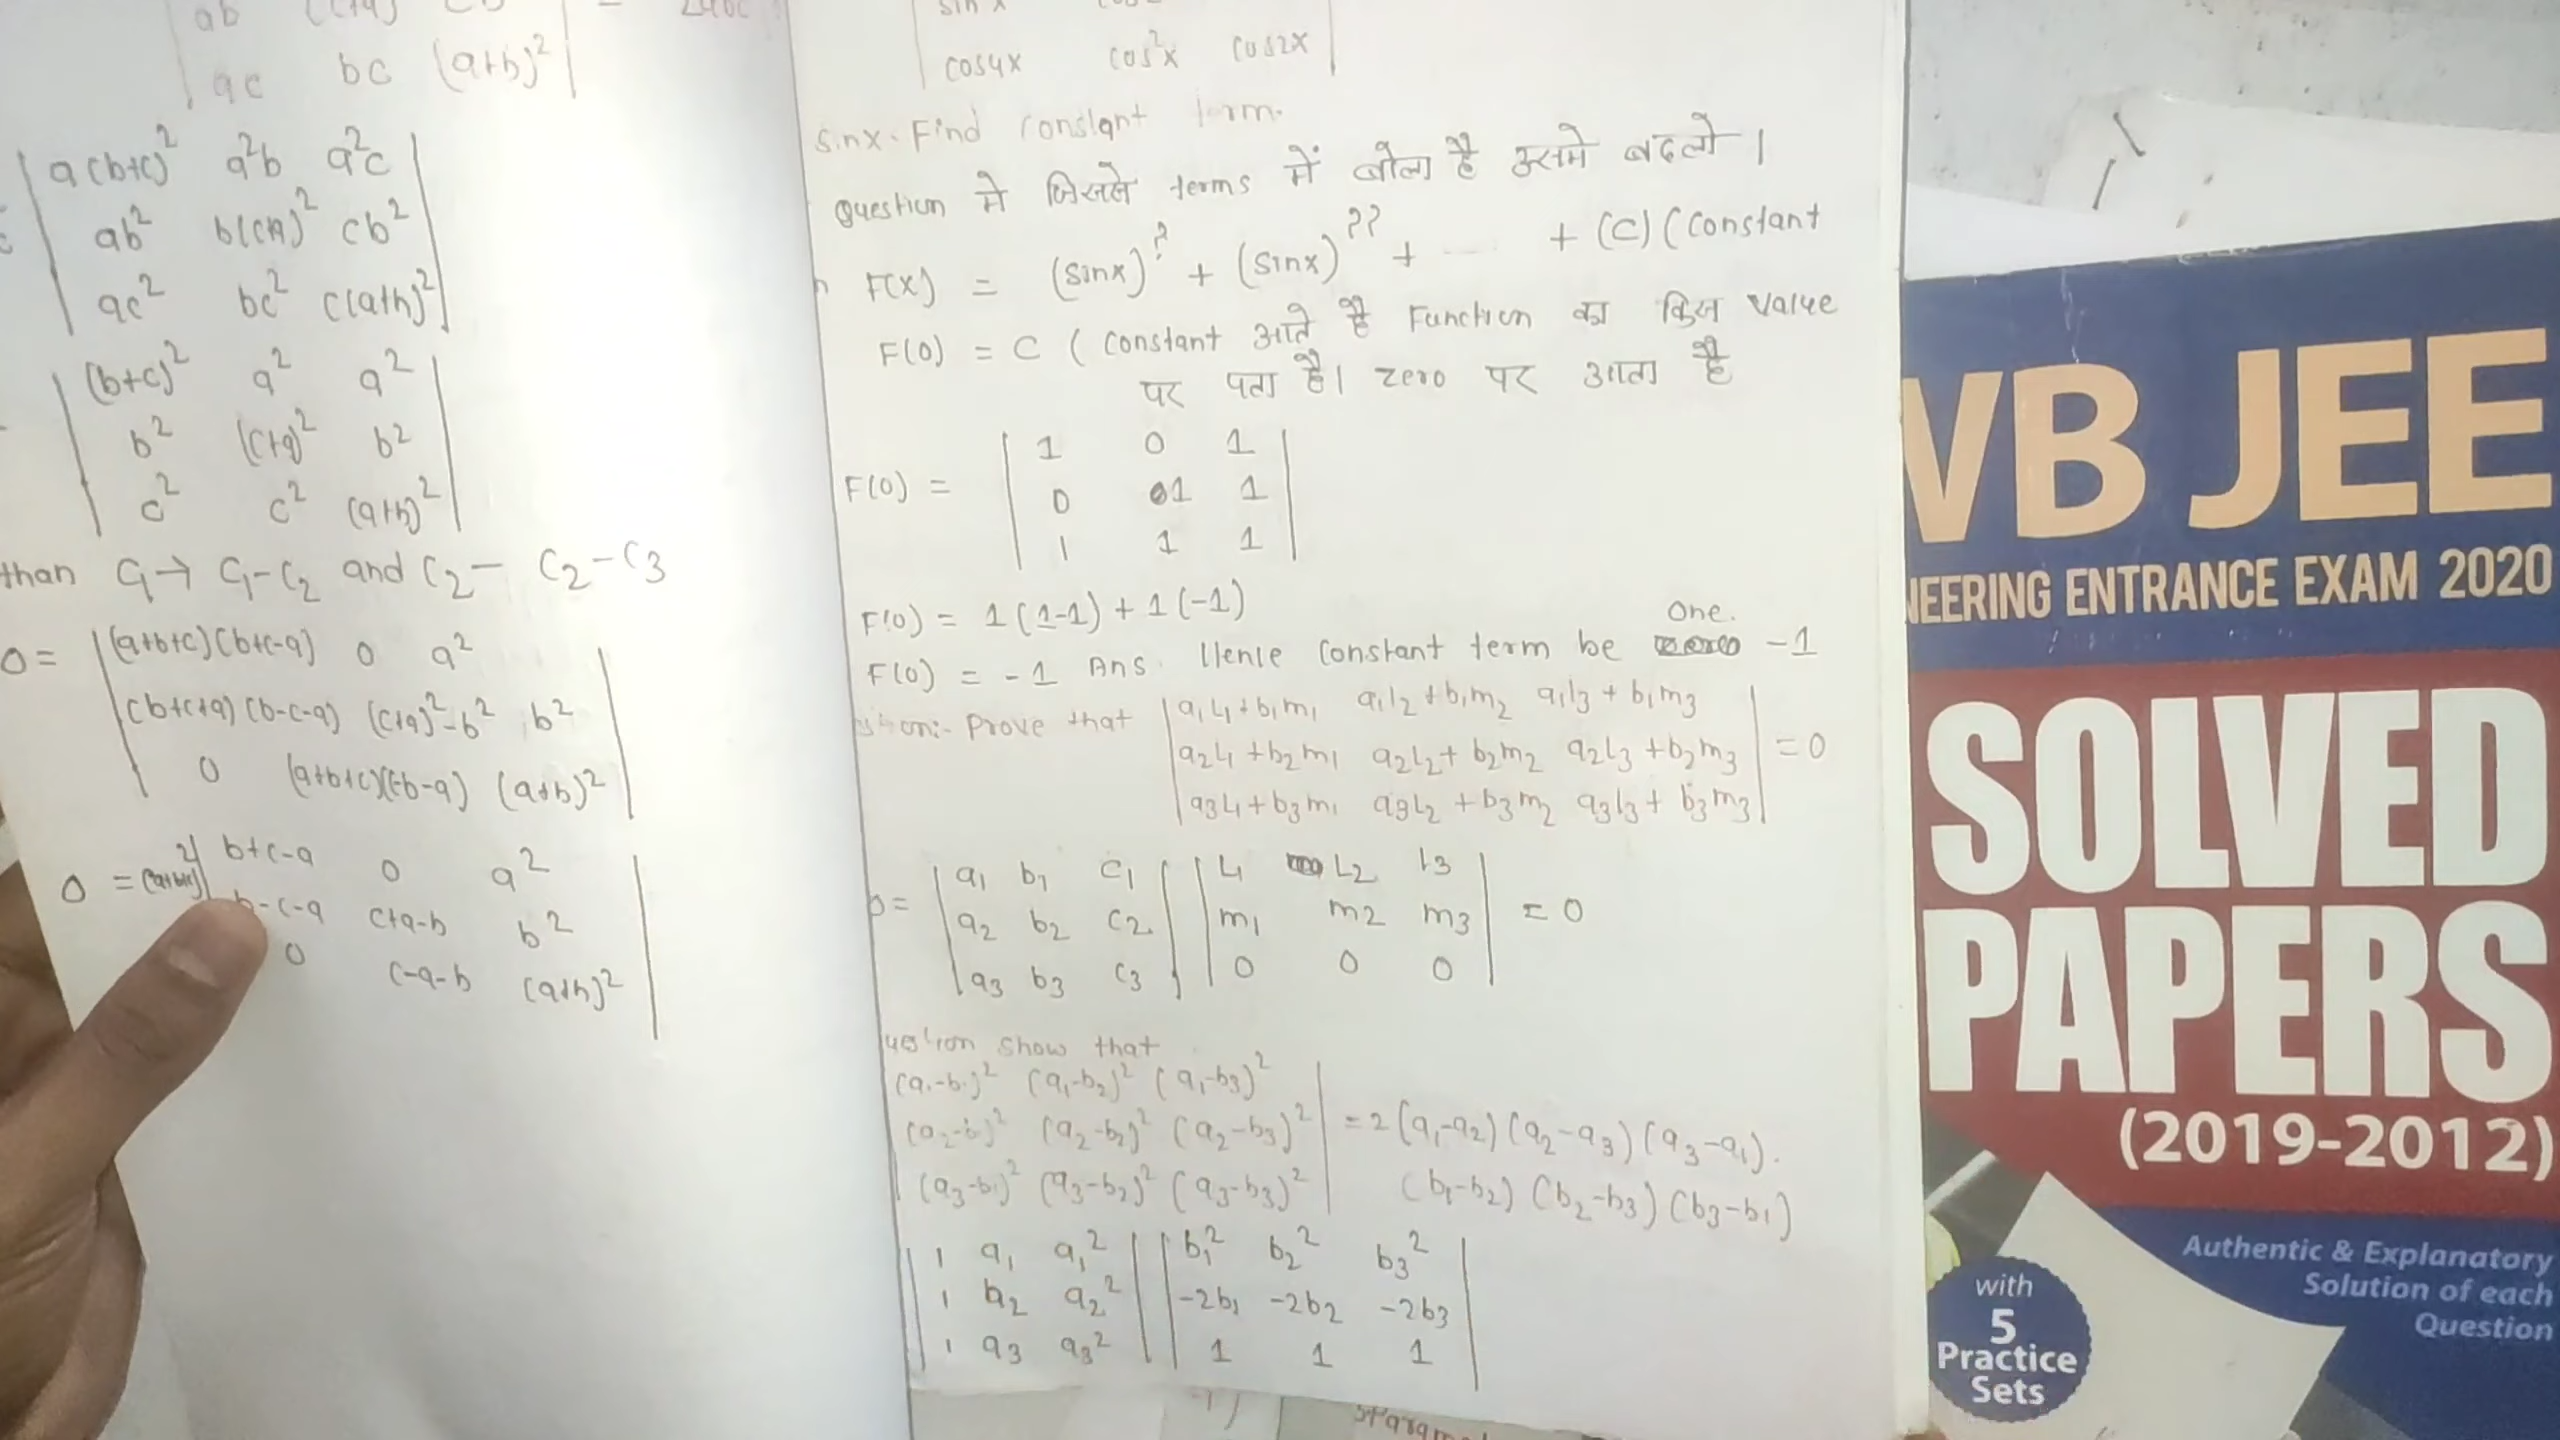 ac bc (a+b)²
a(b+c)² a²b a²c
ab² b(c+a)² cb²
ac² bc² c(a+b)²
(b+c)² a² a²
b² (c+a)² b²
c² c² (a+b)²
than C1→ C1-C2 and C2- C2-C3
0= (a+b+c)(b+c-a) 0 a²
(b+c+a)(b-c-a) (c+a)²-b² b²
0 (a+b+c)(c-b-a) (a+b)²
0 = (a+b+c)² b+c-a 0 a²
b-c-a c+a-b b²
0 c-a-b (a+b)²
cos4x cos²x cos2x
sinx. Find constant term.
Question मे जिसके terms में बोला है उसमे बदलो।
F(x) = (sinx)? + (sinx)?? + ...... + (C) (Constant
F(0) = C ( Constant आते है Function का किस value
पर पता है। zero पर आता है
F(0) =
1 0 1
0 1 1
1 1 1
F(0) = 1(1-1) + 1(-1)
One.
F(0) = -1 Ans. Hence Constant term be -1
Prove that
a1l1+b1m1 a1l2+b1m2 a1l3+b1m3
a2l1+b2m1 a2l2+b2m2 a2l3+b2m3 =0
a3l1+b3m1 a3l2+b3m2 a3l3+b3m3
a1 b1 c1 l1 l2 l3
a2 b2 c2 m1 m2 m3 = 0
a3 b3 c3 0 0 0
show that
(a1-b1)² (a1-b2)² (a1-b3)²
(a2-b1)² (a2-b2)² (a2-b3)² =2(a1-a2)(a2-a3)(a3-a1).
(a3-b1)² (a3-b2)² (a3-b3)² (b1-b2)(b2-b3)(b3-b1)
1 a1 a1² b1² b2² b3²
1 a2 a2² -2b1 -2b2 -2b3
1 a3 a3² 1 1 1
VB JEE
NEERING ENTRANCE EXAM 2020
SOLVED
PAPERS
(2019-2012)
Authentic & Explanatory
Solution of each
Question
with
5
Practice
Sets